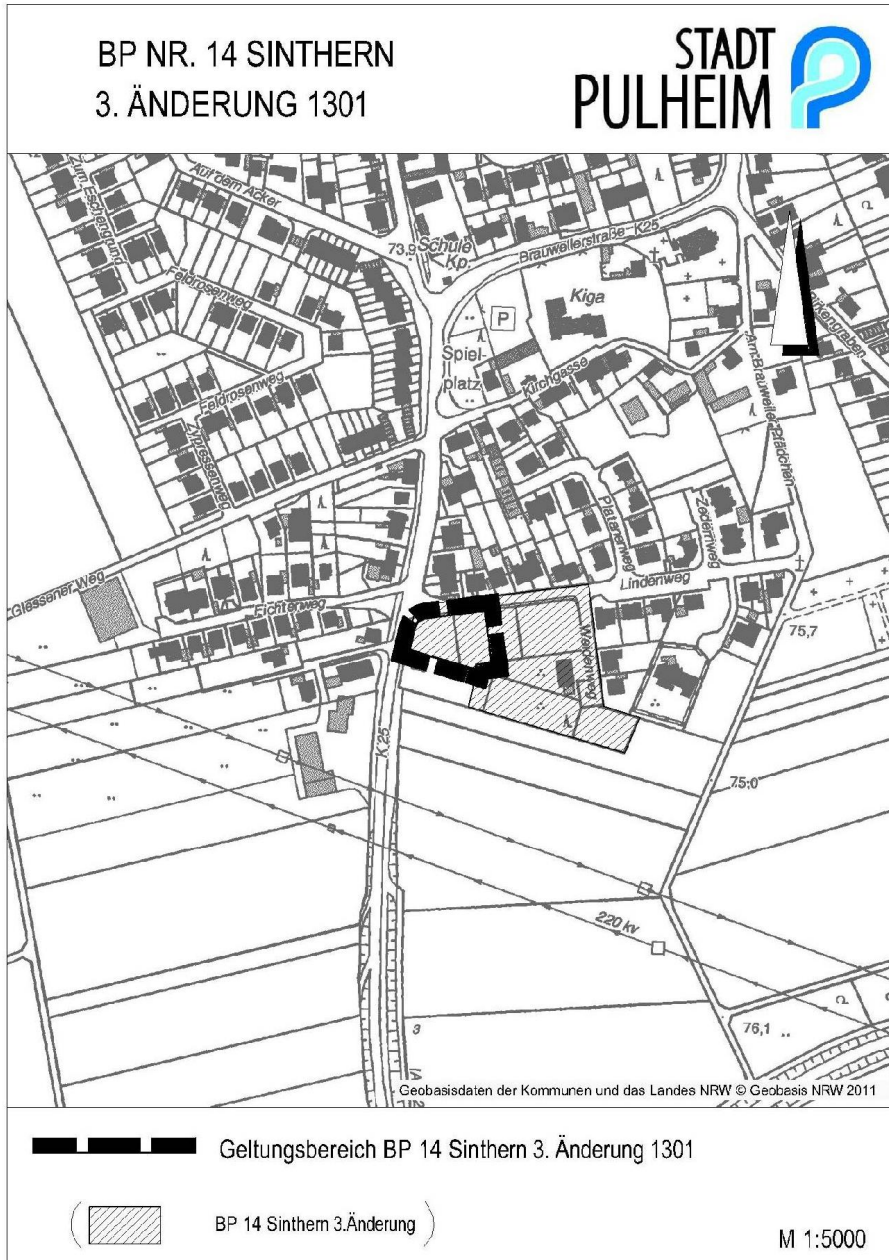 BP NR. 14 SINTHERN
3. ÄNDERUNG 1301
STADT
PULHEIM
Zum Eschengrund
Auf dem Acker
73,9
Schule
Kp.
Brauweilerstraße K25
Kiga
P
Spiel-
platz
Kirchgasse
Feldrosenweg
Feldrosenweg
Zypressenweg
Am Brauweiler Pfädchen
Platanenweg
Zedernweg
Lindenweg
Glessener Weg
Fichtenweg
75,7
K 25
75,0
220 kv
76,1
Geobasisdaten der Kommunen und das Landes NRW © Geobasis NRW 2011
Geltungsbereich BP 14 Sinthern 3. Änderung 1301
( BP 14 Sinthern 3.Änderung )
M 1:5000